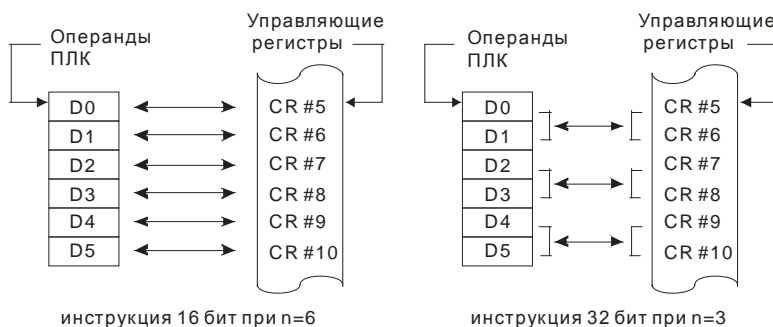 Операнды
ПЛК
Управляющие
регистры
D0
D1
D2
D3
D4
D5
CR #5
CR #6
CR #7
CR #8
CR #9
CR #10
инструкция 16 бит при n=6
Операнды
ПЛК
Управляющие
регистры
D0
D1
D2
D3
D4
D5
CR #5
CR #6
CR #7
CR #8
CR #9
CR #10
инструкция 32 бит при n=3